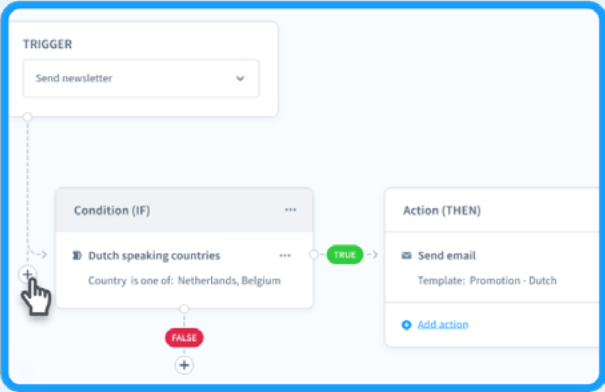 TRIGGER
Send newsletter
Condition (IF)
Dutch speaking countries
Country is one of: Netherlands, Belgium
TRUE
FALSE
Action (THEN)
Send email
Template: Promotion - Dutch
Add action